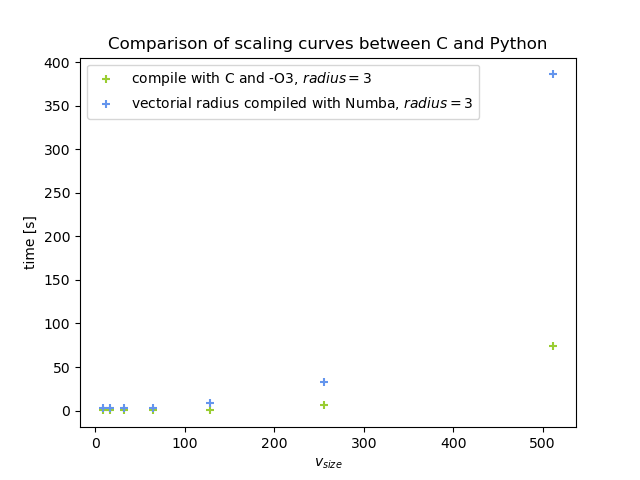 Comparison of scaling curves between C and Python
compile with C and -O3, radius = 3
vectorial radius compiled with Numba, radius = 3
400
350
300
250
200
150
100
50
0
time [s]
0 100 200 300 400 500
v_size